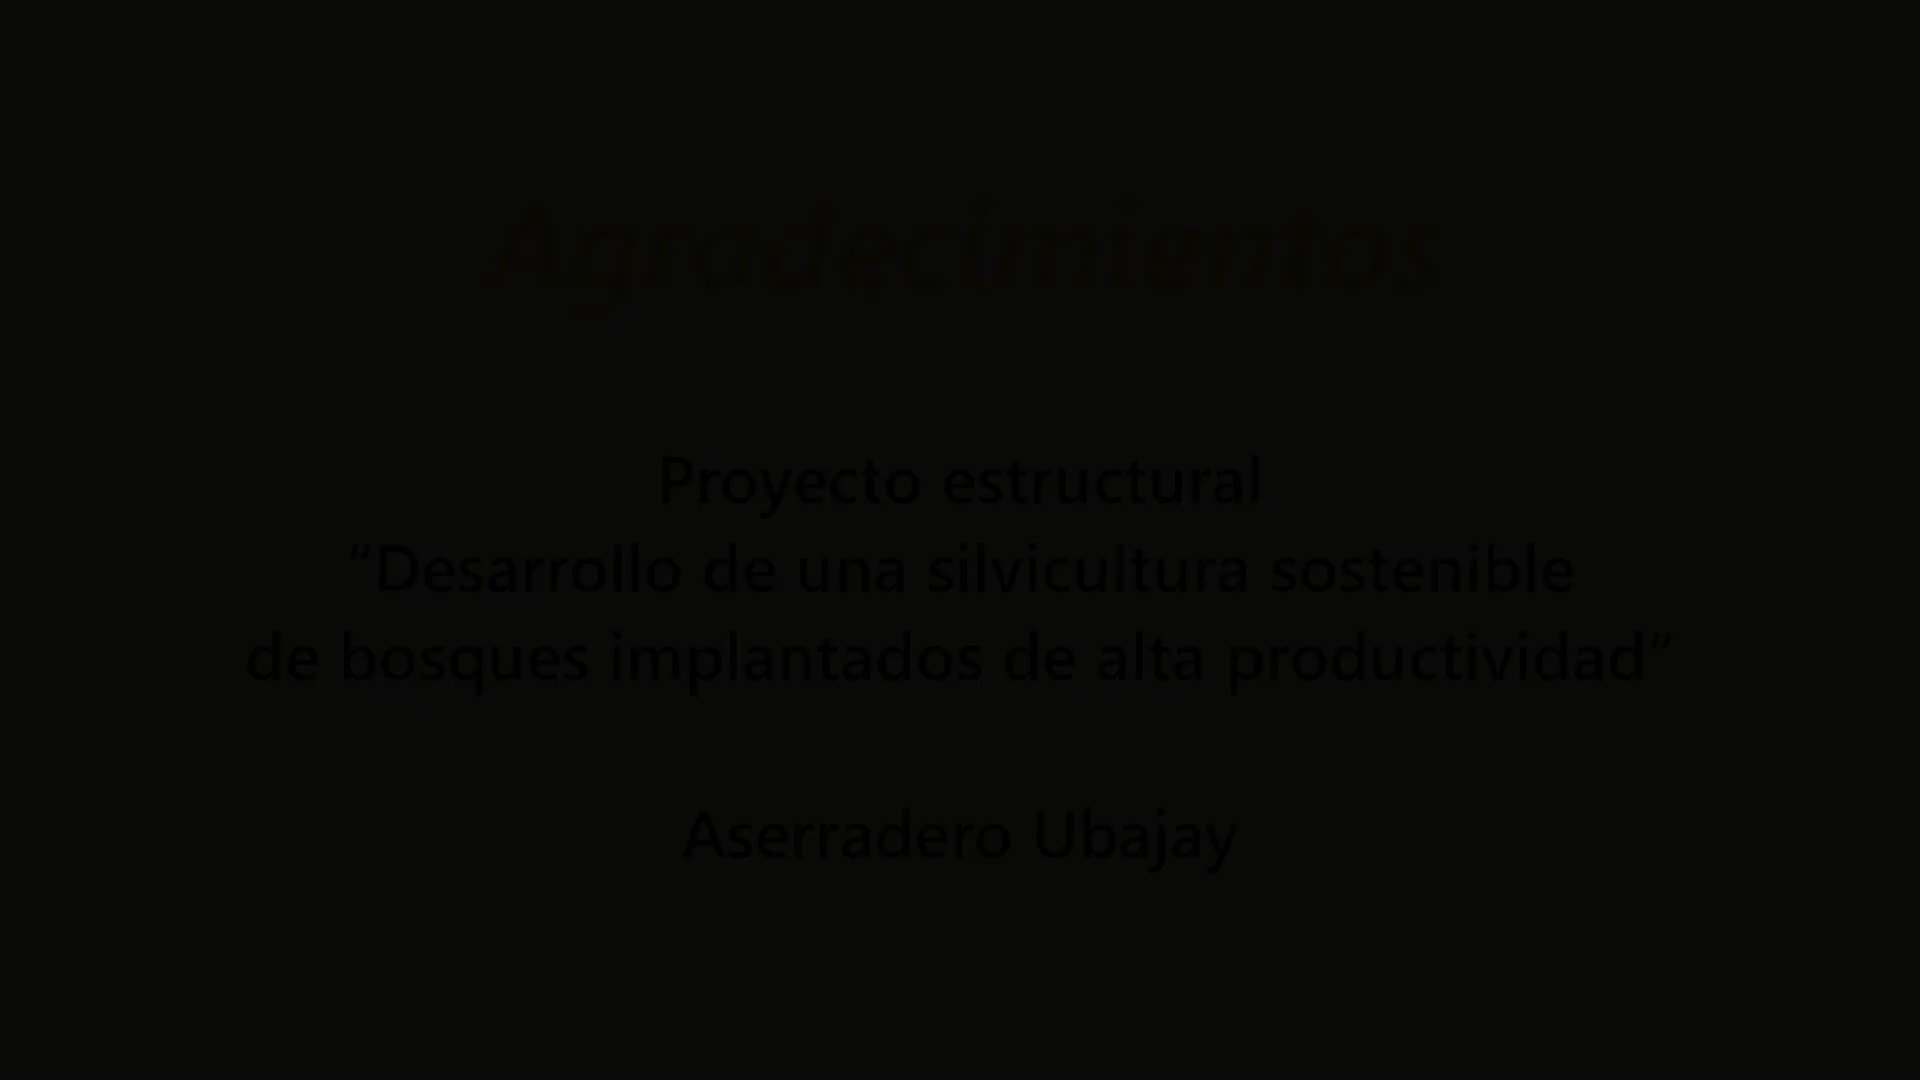 Agradecimientos
Proyecto estructural
“Desarrollo de una silvicultura sostenible
de bosques implantados de alta productividad”
Aserradero Ubajay